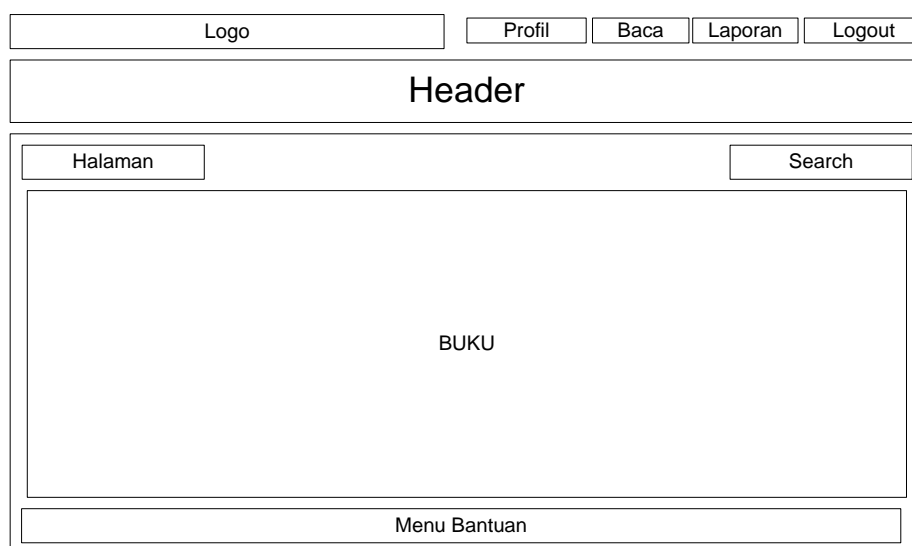 Logo
Profil
Baca
Laporan
Logout
Header
Halaman
Search
BUKU
Menu Bantuan